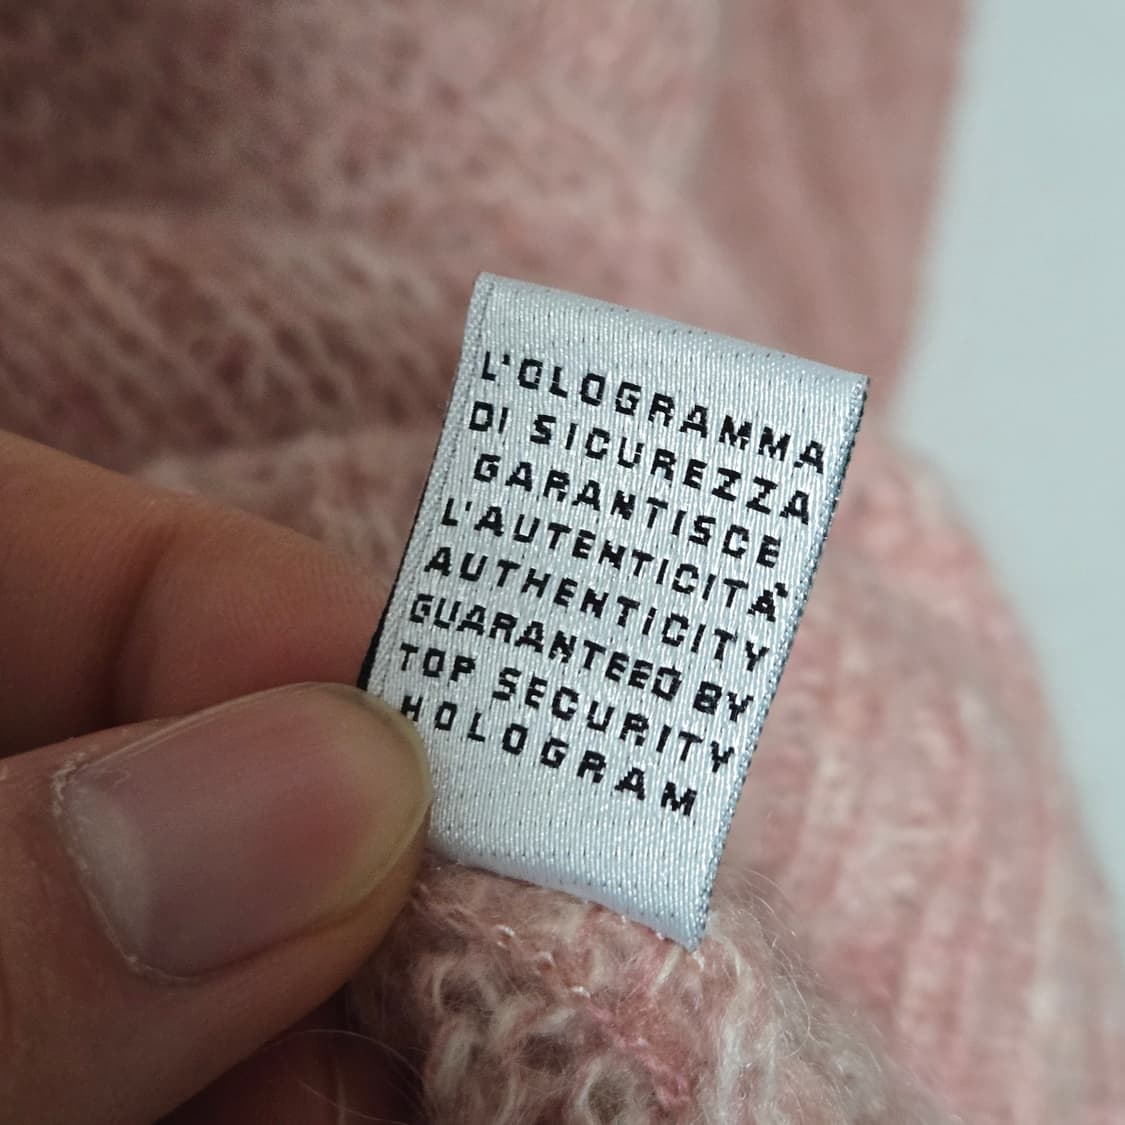 L'OLOGRAMMA
DI SICUREZZA
GARANTISCE
L'AUTENTICITÀ
AUTHENTICITY
GUARANTEED BY
TOP SECURITY
HOLOGRAM